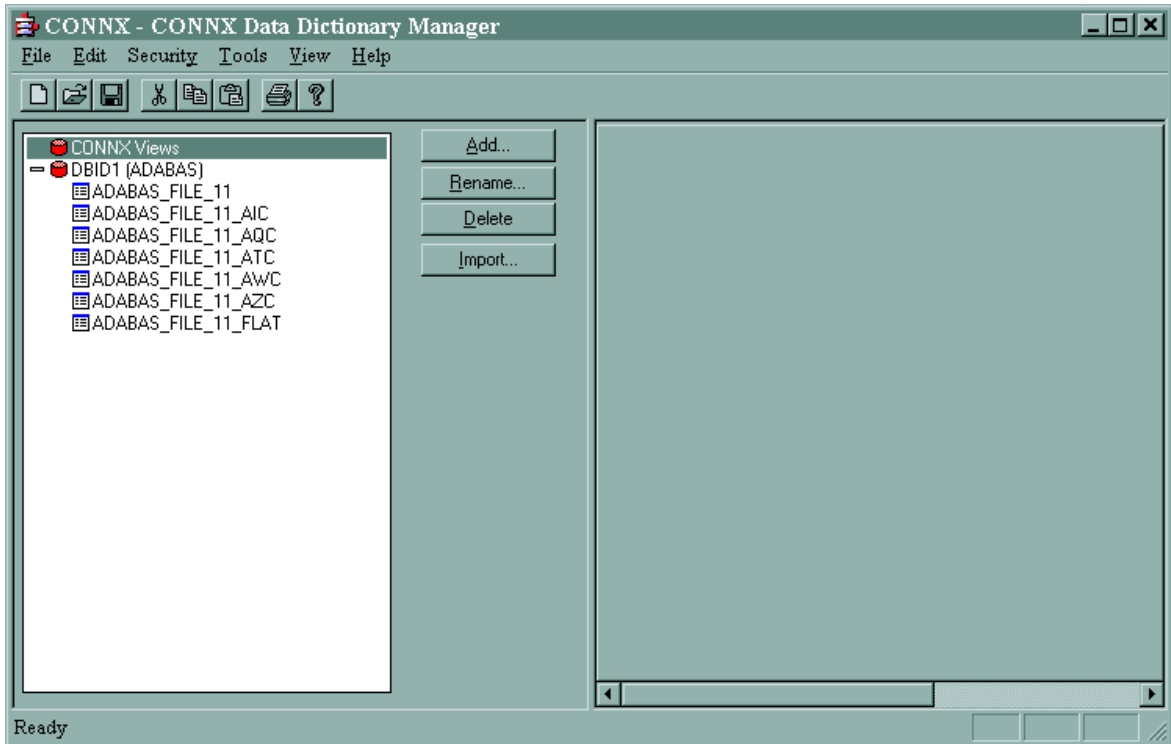 CONNX - CONNX Data Dictionary Manager
File Edit Security Tools View Help
CONNX Views
DBID1 (ADABAS)
ADABAS_FILE_11
ADABAS_FILE_11_AIC
ADABAS_FILE_11_AQC
ADABAS_FILE_11_ATC
ADABAS_FILE_11_AWC
ADABAS_FILE_11_AZC
ADABAS_FILE_11_FLAT
Add...
Rename...
Delete
Import...
Ready